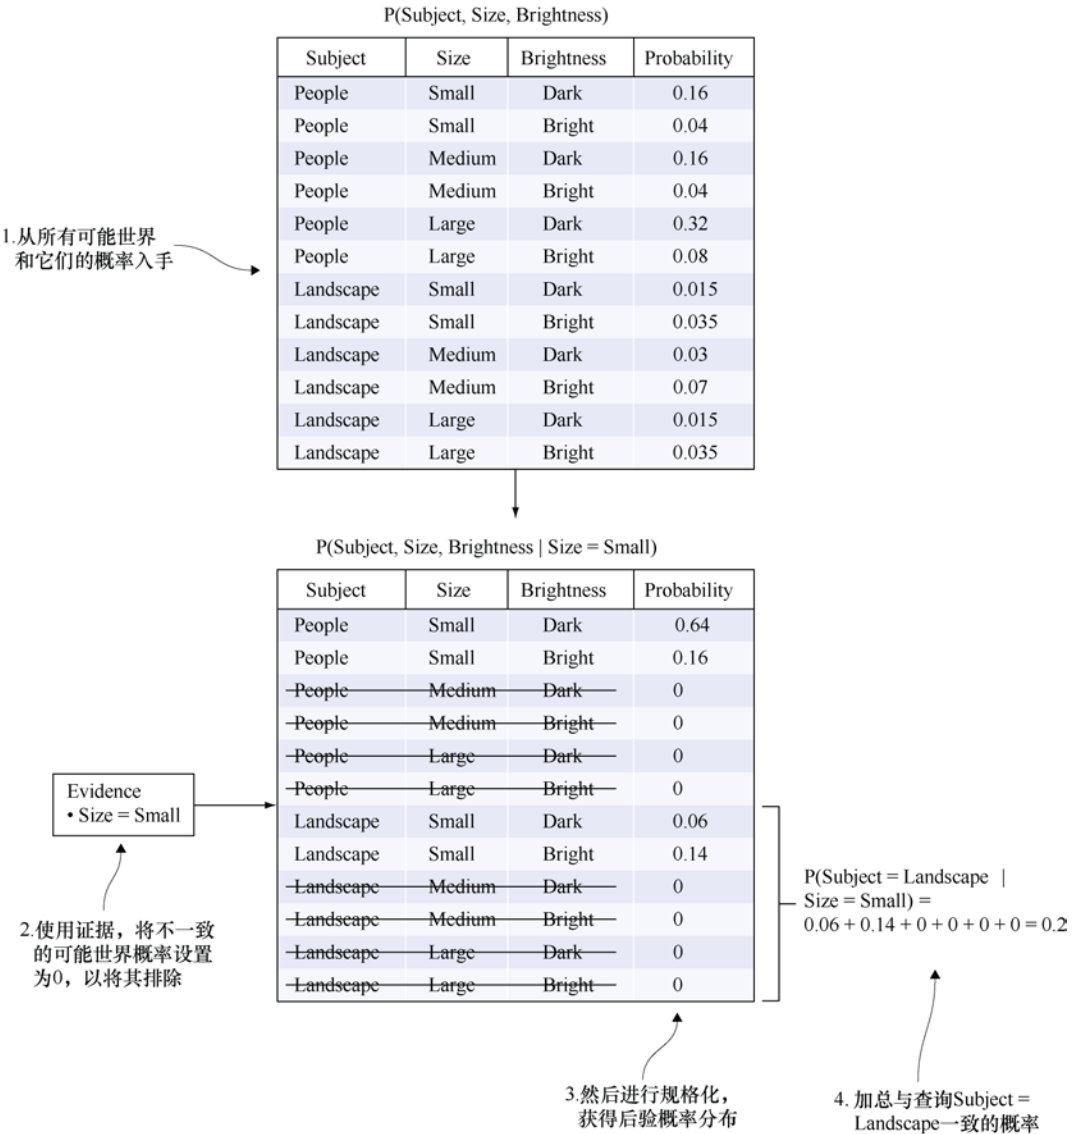 P(Subject, Size, Brightness)
Subject Size Brightness Probability
People Small Dark 0.16
People Small Bright 0.04
People Medium Dark 0.16
People Medium Bright 0.04
People Large Dark 0.32
People Large Bright 0.08
Landscape Small Dark 0.015
Landscape Small Bright 0.035
Landscape Medium Dark 0.03
Landscape Medium Bright 0.07
Landscape Large Dark 0.015
Landscape Large Bright 0.035
1.从所有可能世界
和它们的概率入手
P(Subject, Size, Brightness | Size = Small)
Subject Size Brightness Probability
People Small Dark 0.64
People Small Bright 0.16
People Medium Dark 0
People Medium Bright 0
People Large Dark 0
People Large Bright 0
Landscape Small Dark 0.06
Landscape Small Bright 0.14
Landscape Medium Dark 0
Landscape Medium Bright 0
Landscape Large Dark 0
Landscape Large Bright 0
Evidence
• Size = Small
2.使用证据，将不一致
的可能世界概率设置
为0，以将其排除
P(Subject = Landscape |
Size = Small) =
0.06 + 0.14 + 0 + 0 + 0 + 0 = 0.2
3.然后进行规格化，
获得后验概率分布
4. 加总与查询Subject =
Landscape一致的概率